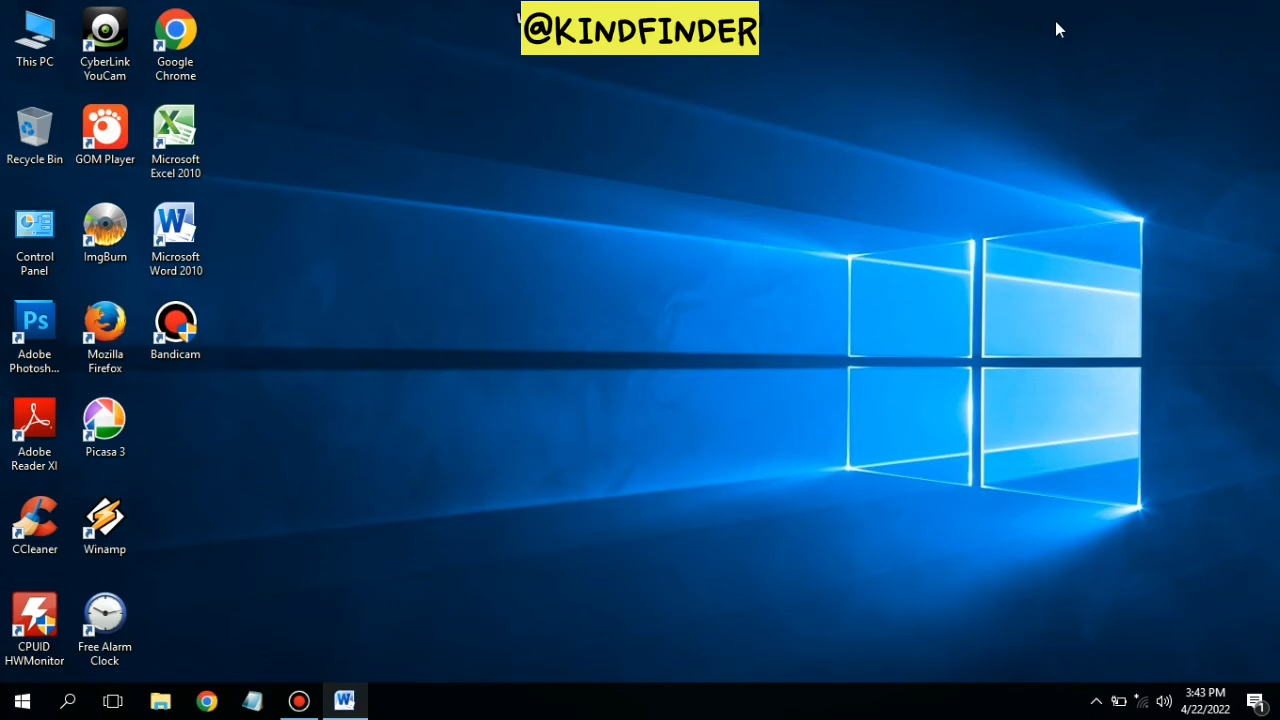 @KINDFINDER
This PC
CyberLink
YouCam
Google
Chrome
Recycle Bin
GOM Player
Microsoft
Excel 2010
Control
Panel
ImgBurn
Microsoft
Word 2010
Adobe
Photosh...
Mozilla
Firefox
Bandicam
Adobe
Reader XI
Picasa 3
CCleaner
Winamp
CPUID
HWMonitor
Free Alarm
Clock
3:43 PM
4/22/2022
1
Ps